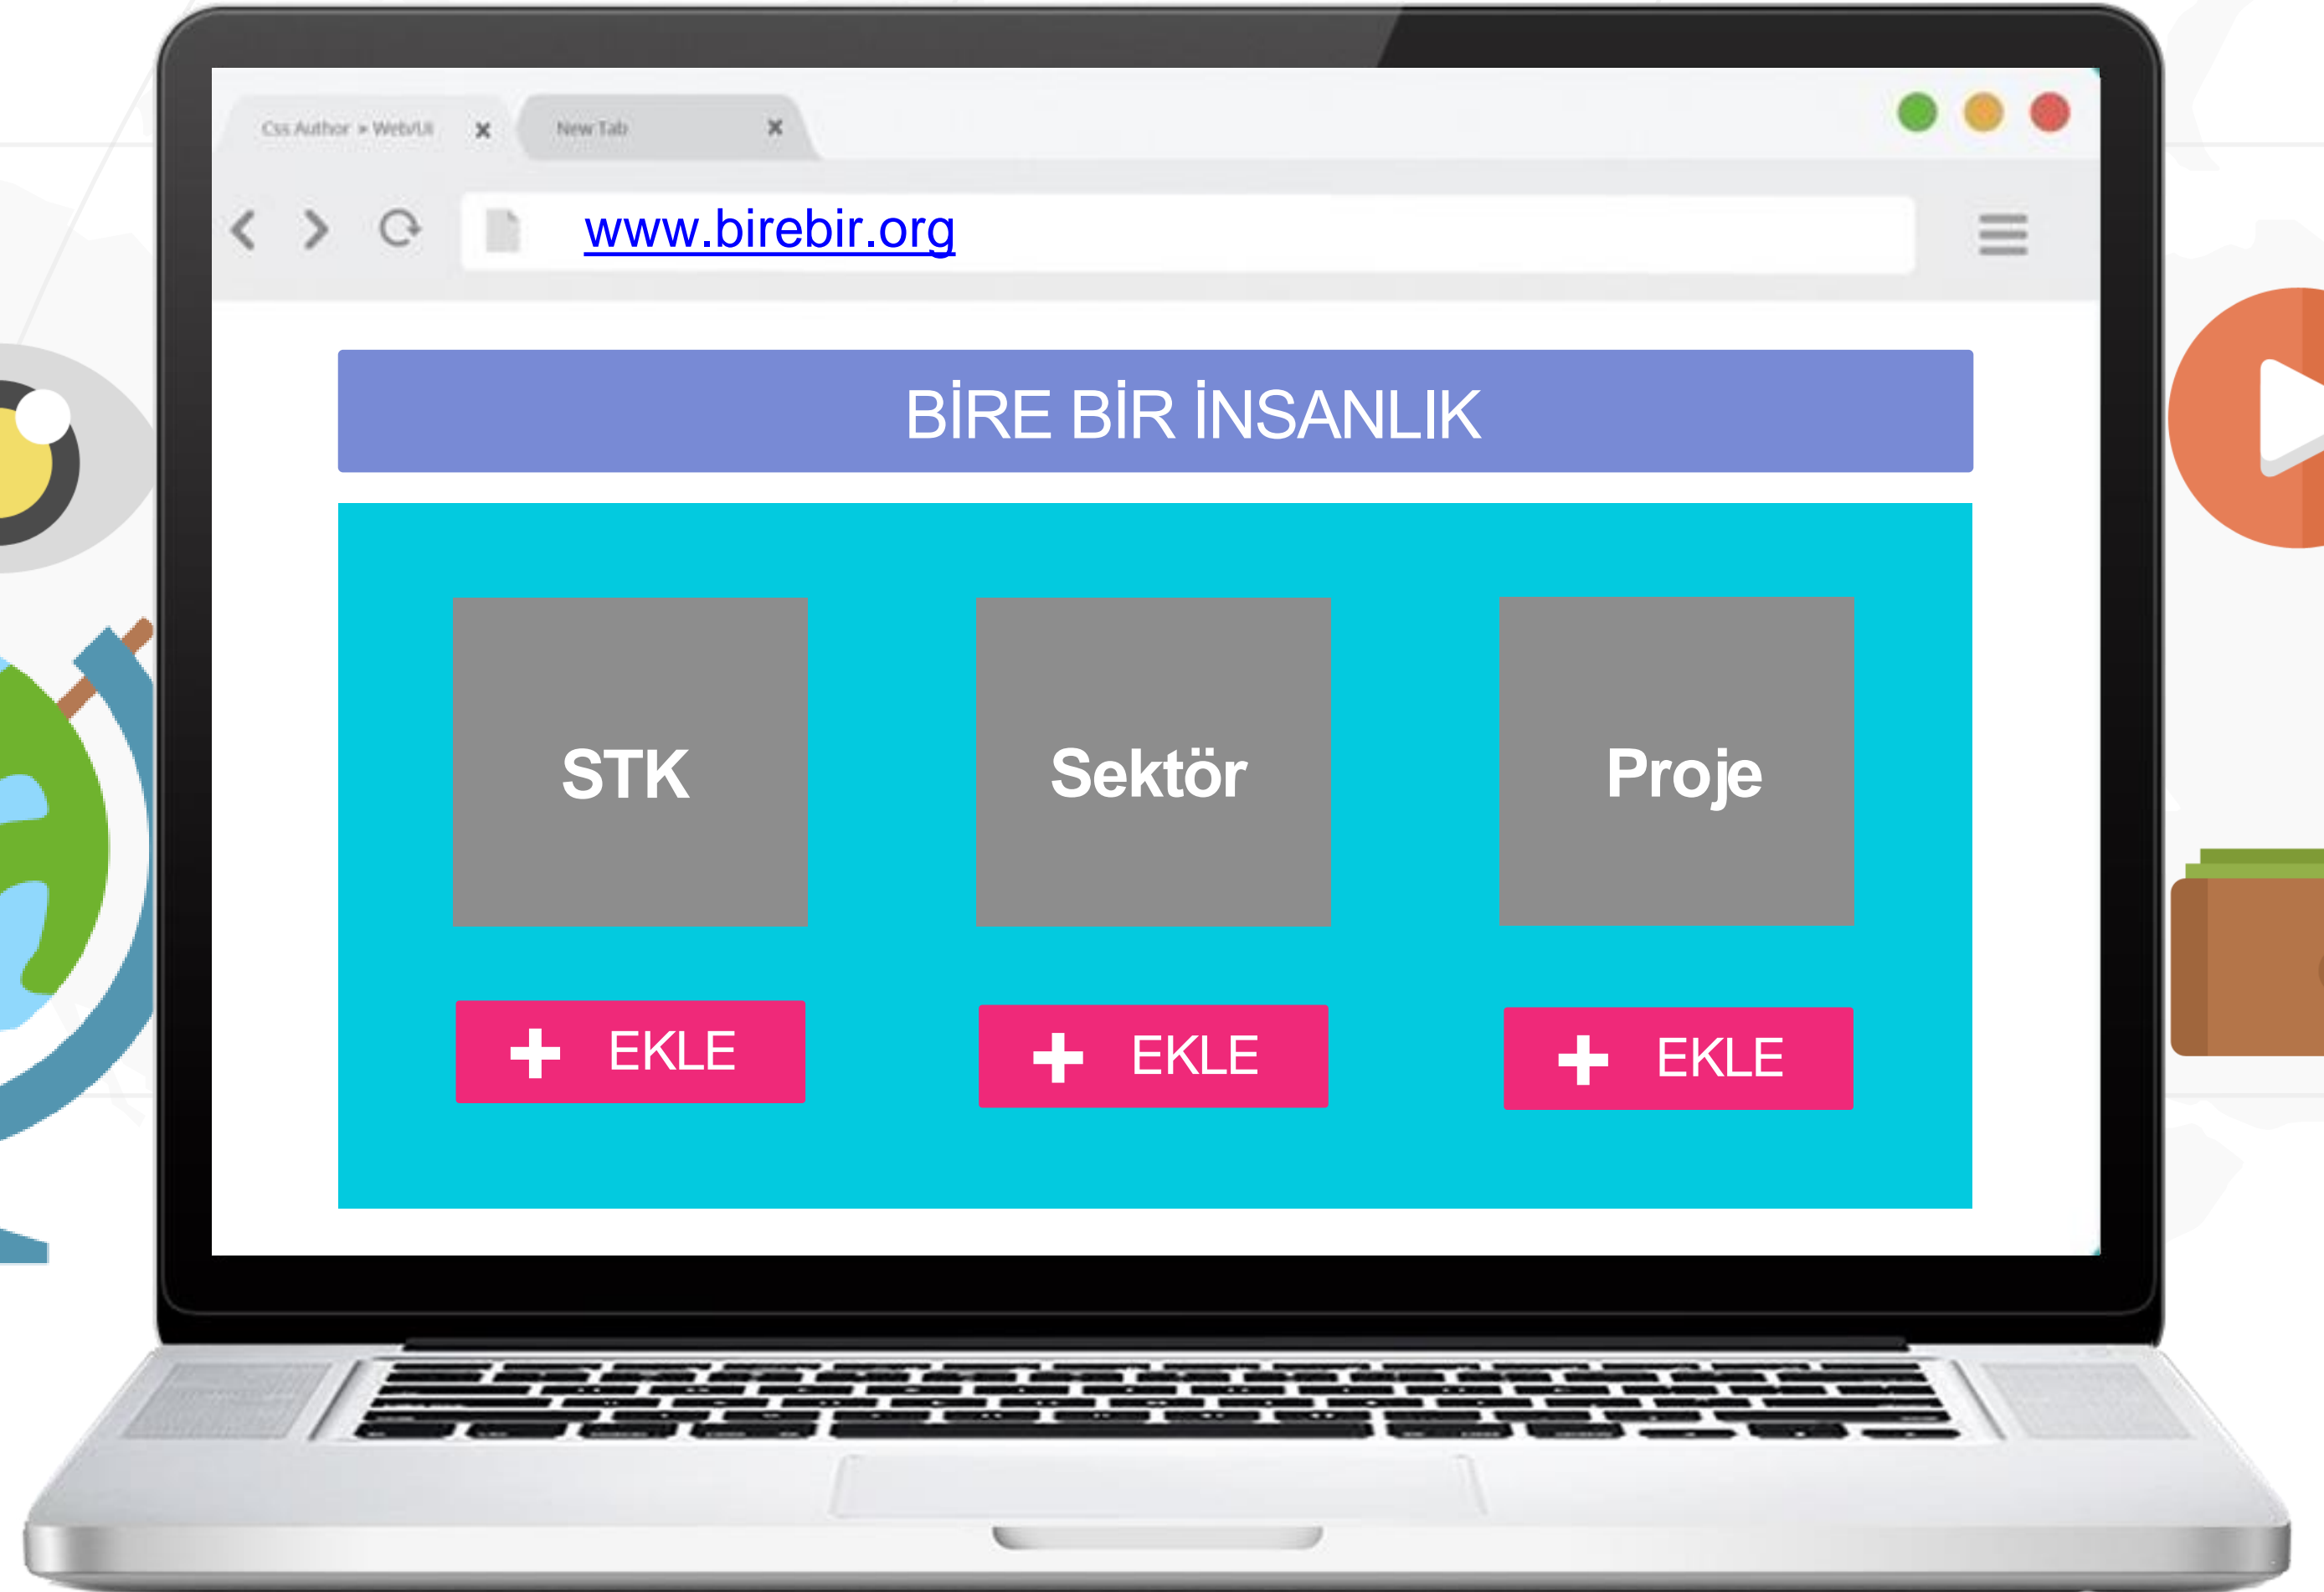 Css Author » Web/Ui
New Tab
www.birebir.org
BİRE BİR İNSANLIK
STK
Sektör
Proje
EKLE
EKLE
EKLE